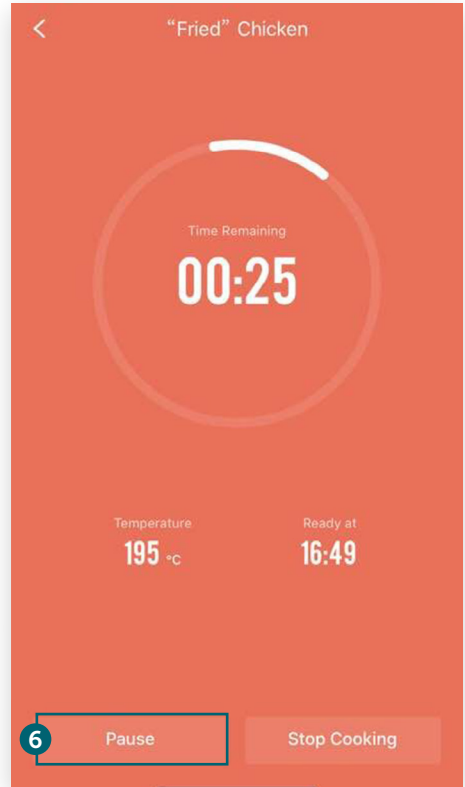 “Fried” Chicken
Time Remaining
00:25
Temperature
195 °C
Ready at
16:49
6
Pause
Stop Cooking